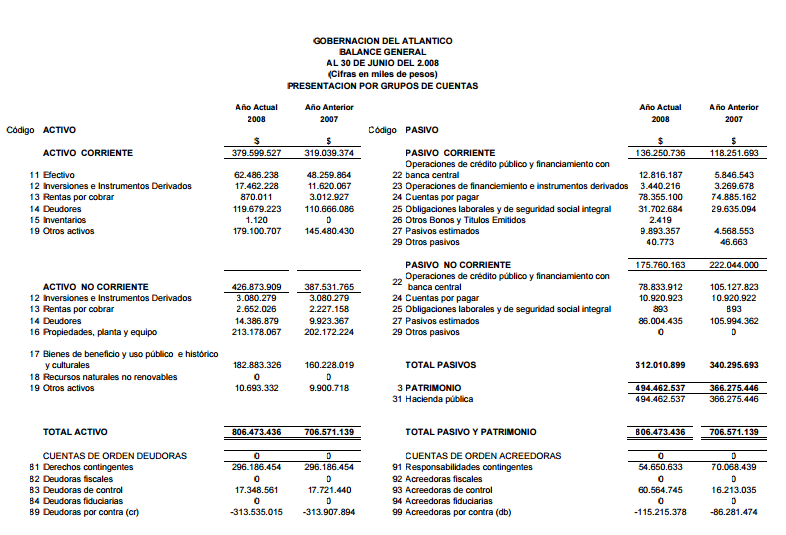 GOBERNACION DEL ATLANTICO
BALANCE GENERAL
AL 30 DE JUNIO DEL 2.008
(Cifras en miles de pesos)
PRESENTACION POR GRUPOS DE CUENTAS
Año Actual Año Anterior
2008 2007
Código ACTIVO
$ $
ACTIVO CORRIENTE 379.599.527 319.039.374
11 Efectivo 62.486.238 48.259.864
12 Inversiones e Instrumentos Derivados 17.462.228 11.620.067
13 Rentas por cobrar 870.011 3.012.927
14 Deudores 119.679.223 110.666.086
15 Inventarios 1.120 0
19 Otros activos 179.100.707 145.480.430
ACTIVO NO CORRIENTE 426.873.909 387.531.765
12 Inversiones e Instrumentos Derivados 3.080.279 3.080.279
13 Rentas por cobrar 2.652.026 2.227.158
14 Deudores 14.386.879 9.923.367
16 Propiedades, planta y equipo 213.178.067 202.172.224
17 Bienes de beneficio y uso público e histórico
y culturales 182.883.326 160.228.019
18 Recursos naturales no renovables 0 0
19 Otros activos 10.693.332 9.900.718
TOTAL ACTIVO 806.473.436 706.571.139
CUENTAS DE ORDEN DEUDORAS 0 0
81 Derechos contingentes 296.186.454 296.186.454
82 Deudoras fiscales 0 0
83 Deudoras de control 17.348.561 17.721.440
84 Deudoras fiduciarias 0 0
89 Deudoras por contra (cr) -313.535.015 -313.907.894
Año Actual Año Anterior
2008 2007
Código PASIVO
$ $
PASIVO CORRIENTE 136.250.736 118.251.693
Operaciones de crédito público y financiamiento con
22 banca central 12.816.187 5.846.543
23 Operaciones de financiemiento e instrumentos derivados 3.440.216 3.269.678
24 Cuentas por pagar 78.355.100 74.885.162
25 Obligaciones laborales y de seguridad social integral 31.702.684 29.635.094
26 Otros Bonos y Titulos Emitidos 2.419
27 Pasivos estimados 9.893.357 4.568.553
29 Otros pasivos 40.773 46.663
PASIVO NO CORRIENTE 175.760.163 222.044.000
Operaciones de crédito público y financiamiento con
22 banca central 78.833.912 105.127.823
24 Cuentas por pagar 10.920.923 10.920.922
25 Obligaciones laborales y de seguridad social integral 893 893
27 Pasivos estimados 86.004.435 105.994.362
29 Otros pasivos 0 0
TOTAL PASIVOS 312.010.899 340.295.693
3 PATRIMONIO 494.462.537 366.275.446
31 Hacienda pública 494.462.537 366.275.446
TOTAL PASIVO Y PATRIMONIO 806.473.436 706.571.139
CUENTAS DE ORDEN ACREEDORAS 0 0
91 Responsabilidades contingentes 54.650.633 70.068.439
92 Acreedoras fiscales 0 0
93 Acreedoras de control 60.564.745 16.213.035
94 Acreedoras fiduciarias 0 0
99 Acreedoras por contra (db) -115.215.378 -86.281.474